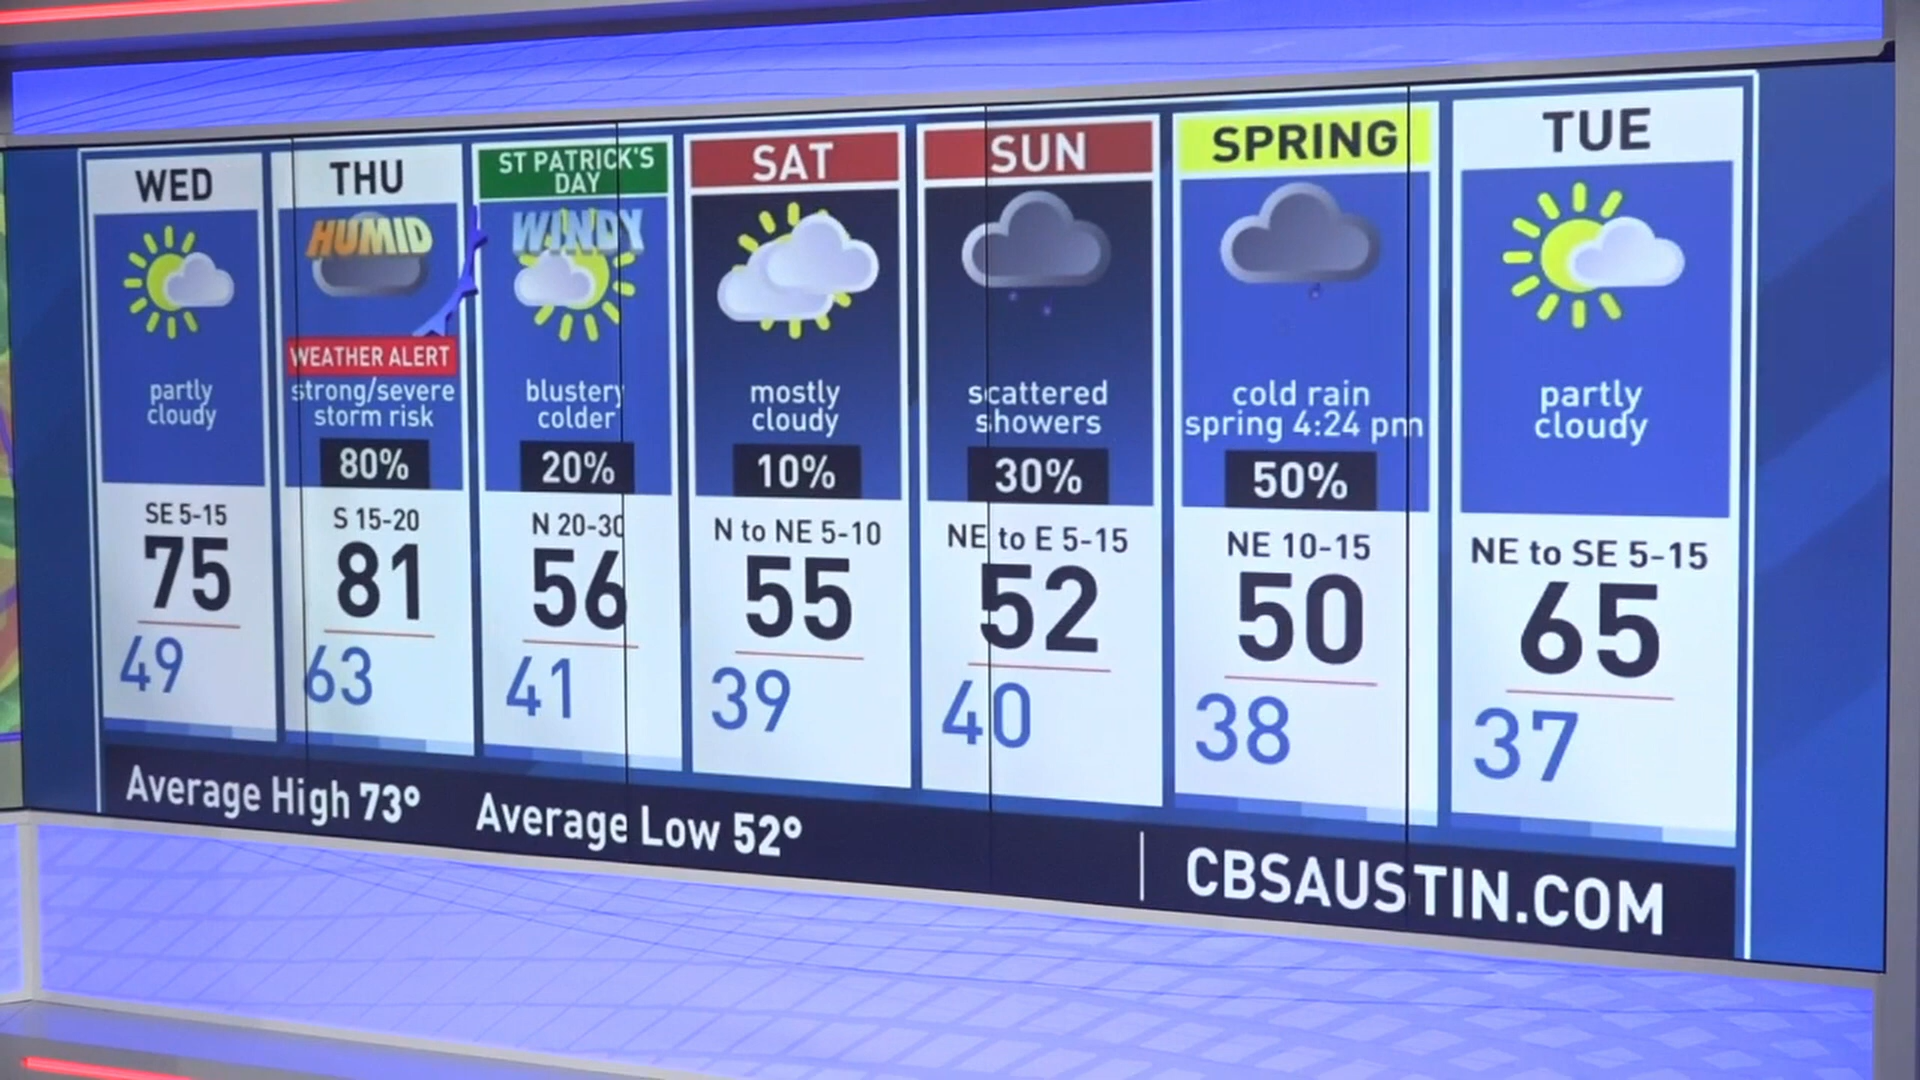 WED
partly
cloudy
SE 5-15
75
49
THU
HUMID
WEATHER ALERT
strong/severe
storm risk
80%
S 15-20
81
63
ST PATRICK'S
DAY
WINDY
blustery
colder
20%
N 20-30
56
41
SAT
mostly
cloudy
10%
N to NE 5-10
55
39
SUN
scattered
showers
30%
NE to E 5-15
52
40
SPRING
cold rain
spring 4:24 pm
50%
NE 10-15
50
38
TUE
partly
cloudy
NE to SE 5-15
65
37
Average High 73° Average Low 52°
CBSAUSTIN.COM